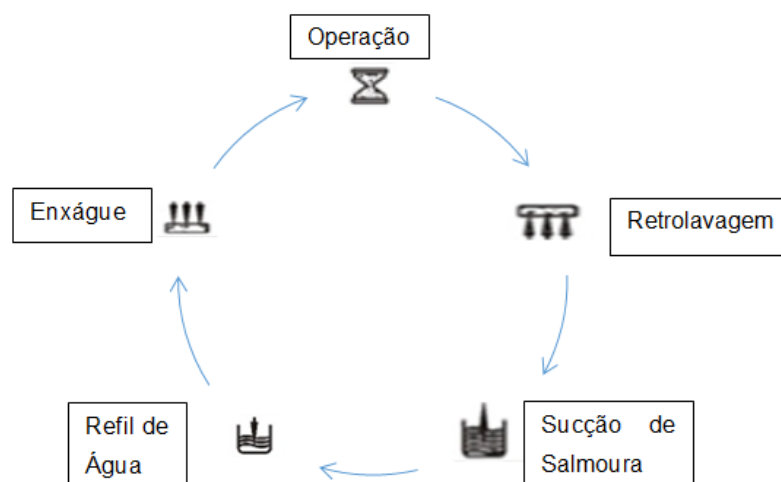 Operação
Enxágue
Retrolavagem
Refil de
Água
Sucção de
Salmoura